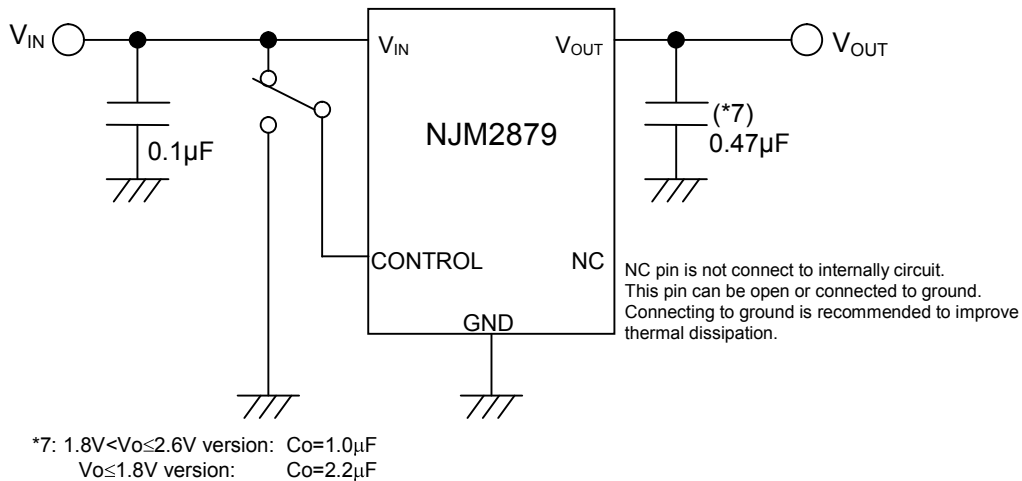 VIN
VIN
VOUT
VOUT
0.1µF
NJM2879
(*7)
0.47µF
CONTROL
NC
GND
NC pin is not connect to internally circuit.
This pin can be open or connected to ground.
Connecting to ground is recommended to improve
thermal dissipation.
*7: 1.8V<Vo≤2.6V version: Co=1.0µF
Vo≤1.8V version: Co=2.2µF